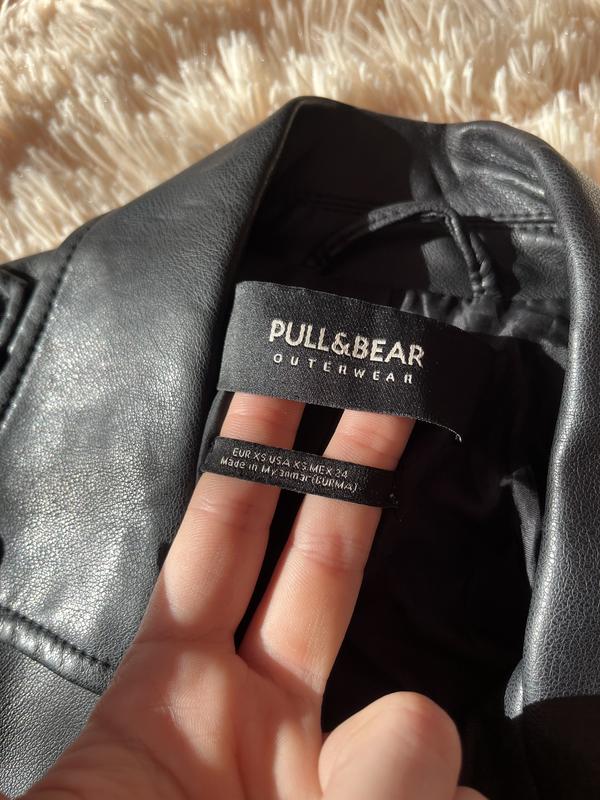 PULL&BEAR
OUTERWEAR
EUR XS USA XS MEX 24
Made in Myanmar (BURMA)